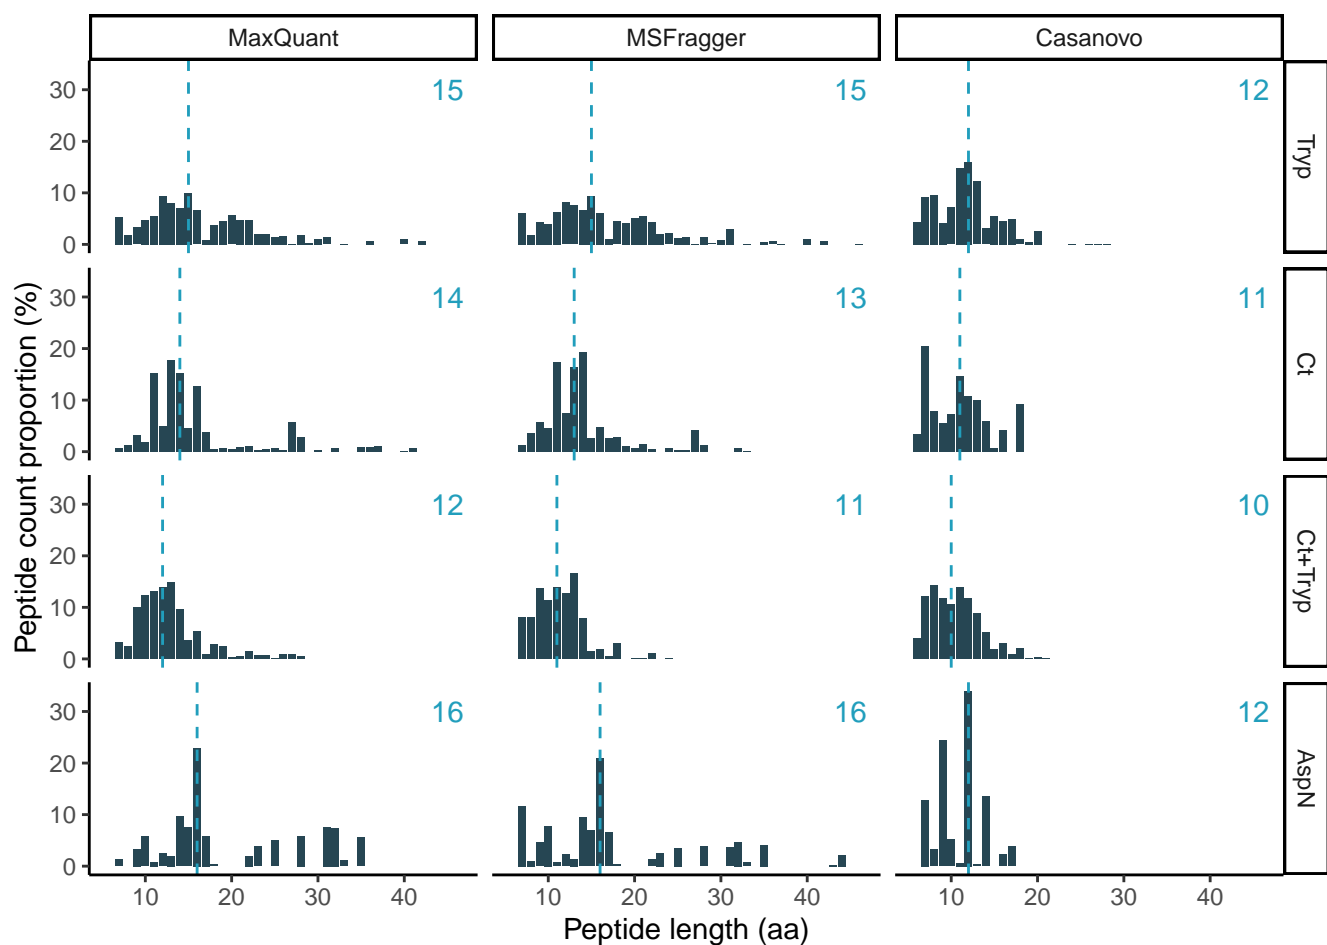 MaxQuant MSFragger Casanovo
Peptide count proportion (%)
30 15 15 12
20
10
0
Tryp
30 14 13 11
20
10
0
Ct
30 12 11 10
20
10
0
Ct+Tryp
30 16 16 12
20
10
0
AspN
10 20 30 40 10 20 30 40 10 20 30 40
Peptide length (aa)